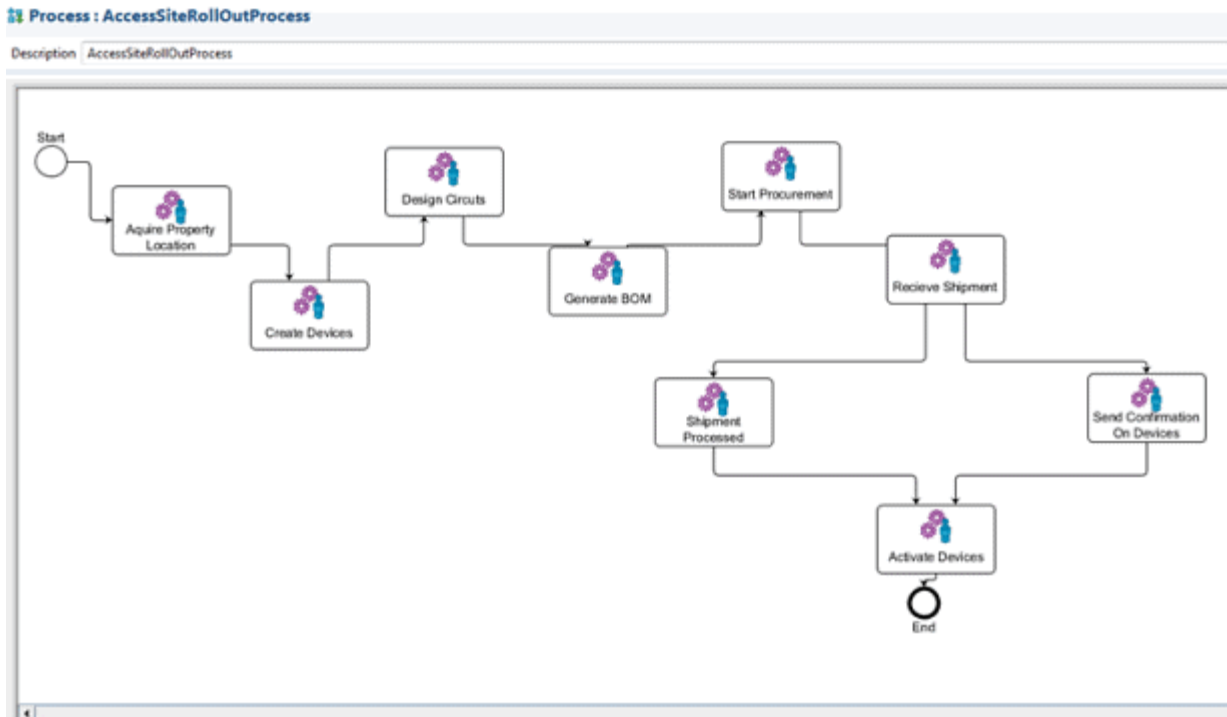 Process : AccessSiteRollOutProcess
Description AccessSiteRollOutProcess
Start
Aquire Property
Location
Create Devices
Design Circuts
Generate BOM
Start Procurement
Recieve Shipment
Shipment
Processed
Send Confirmation
On Devices
Activate Devices
End